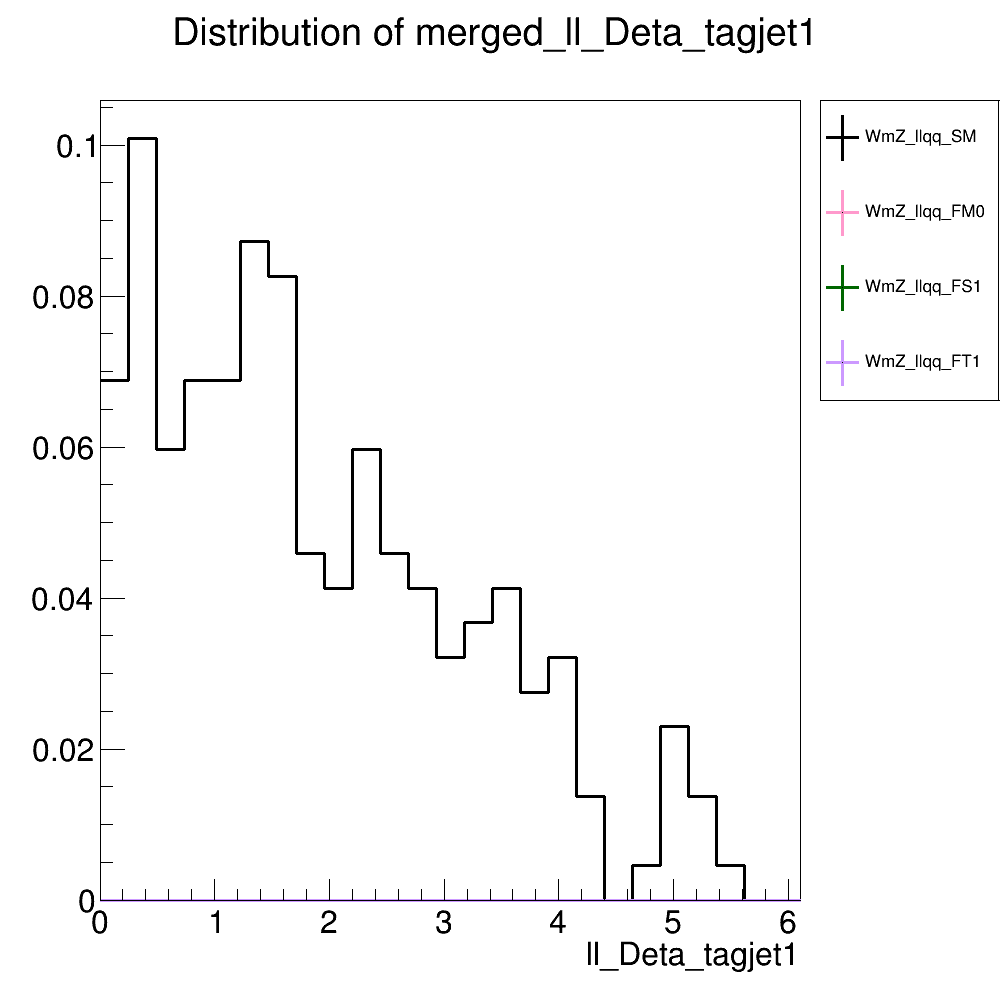 Distribution of merged_ll_Deta_tagjet1
WmZ_llqq_SM
WmZ_llqq_FM0
WmZ_llqq_FS1
WmZ_llqq_FT1
0.1
0.08
0.06
0.04
0.02
0
0 1 2 3 4 5 6
ll_Deta_tagjet1